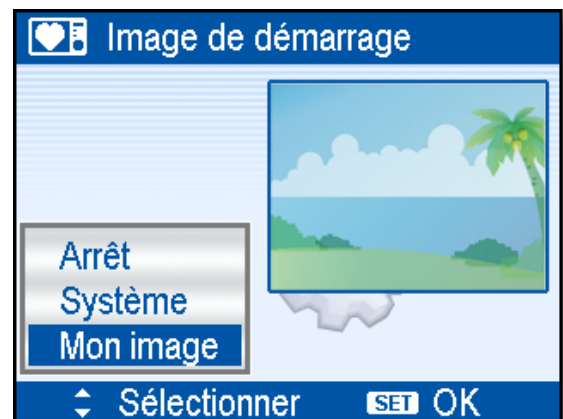 Image de démarrage
Arrêt
Système
Mon image
Sélectionner SET OK